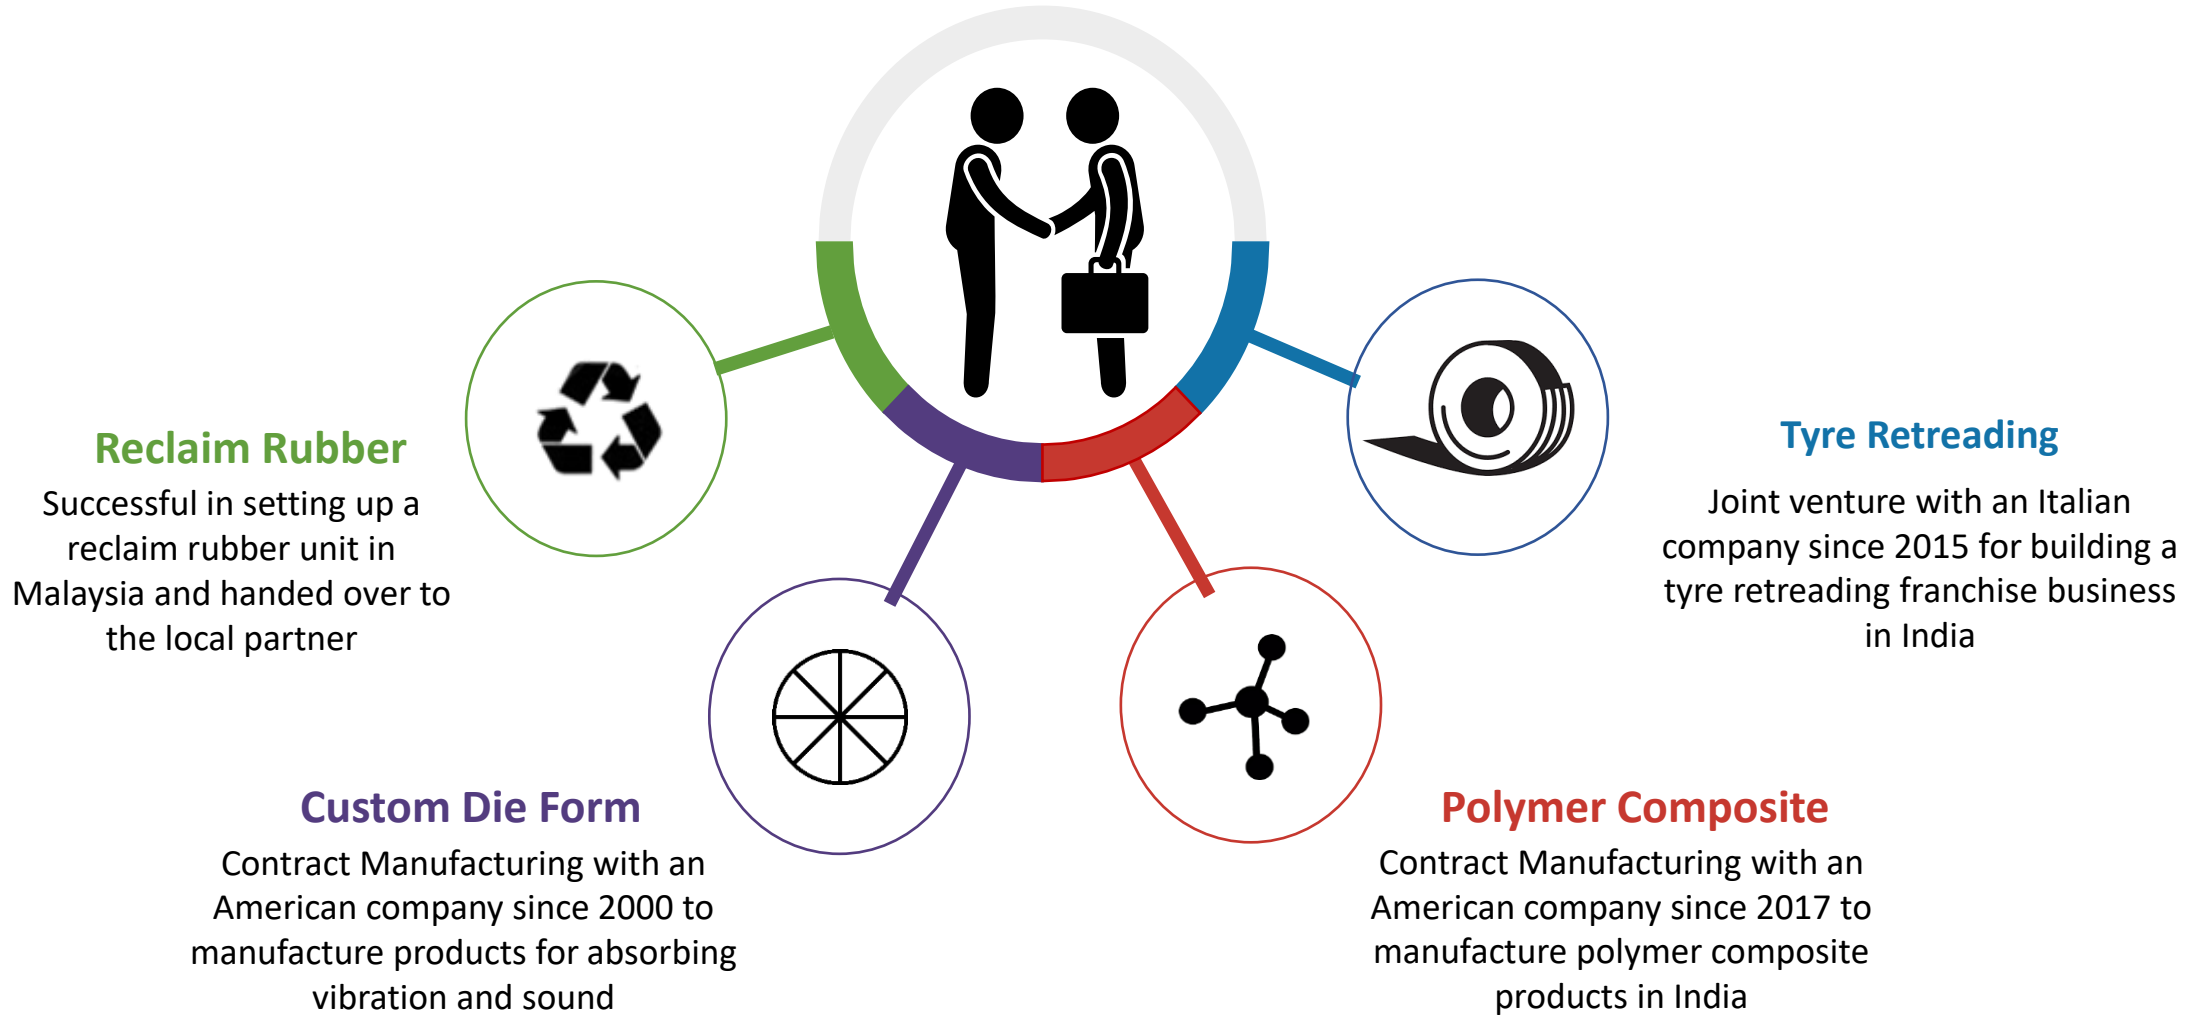 Reclaim Rubber
Successful in setting up a
reclaim rubber unit in
Malaysia and handed over to
the local partner
Custom Die Form
Contract Manufacturing with an
American company since 2000 to
manufacture products for absorbing
vibration and sound
Polymer Composite
Contract Manufacturing with an
American company since 2017 to
manufacture polymer composite
products in India
Tyre Retreading
Joint venture with an Italian
company since 2015 for building a
tyre retreading franchise business
in India